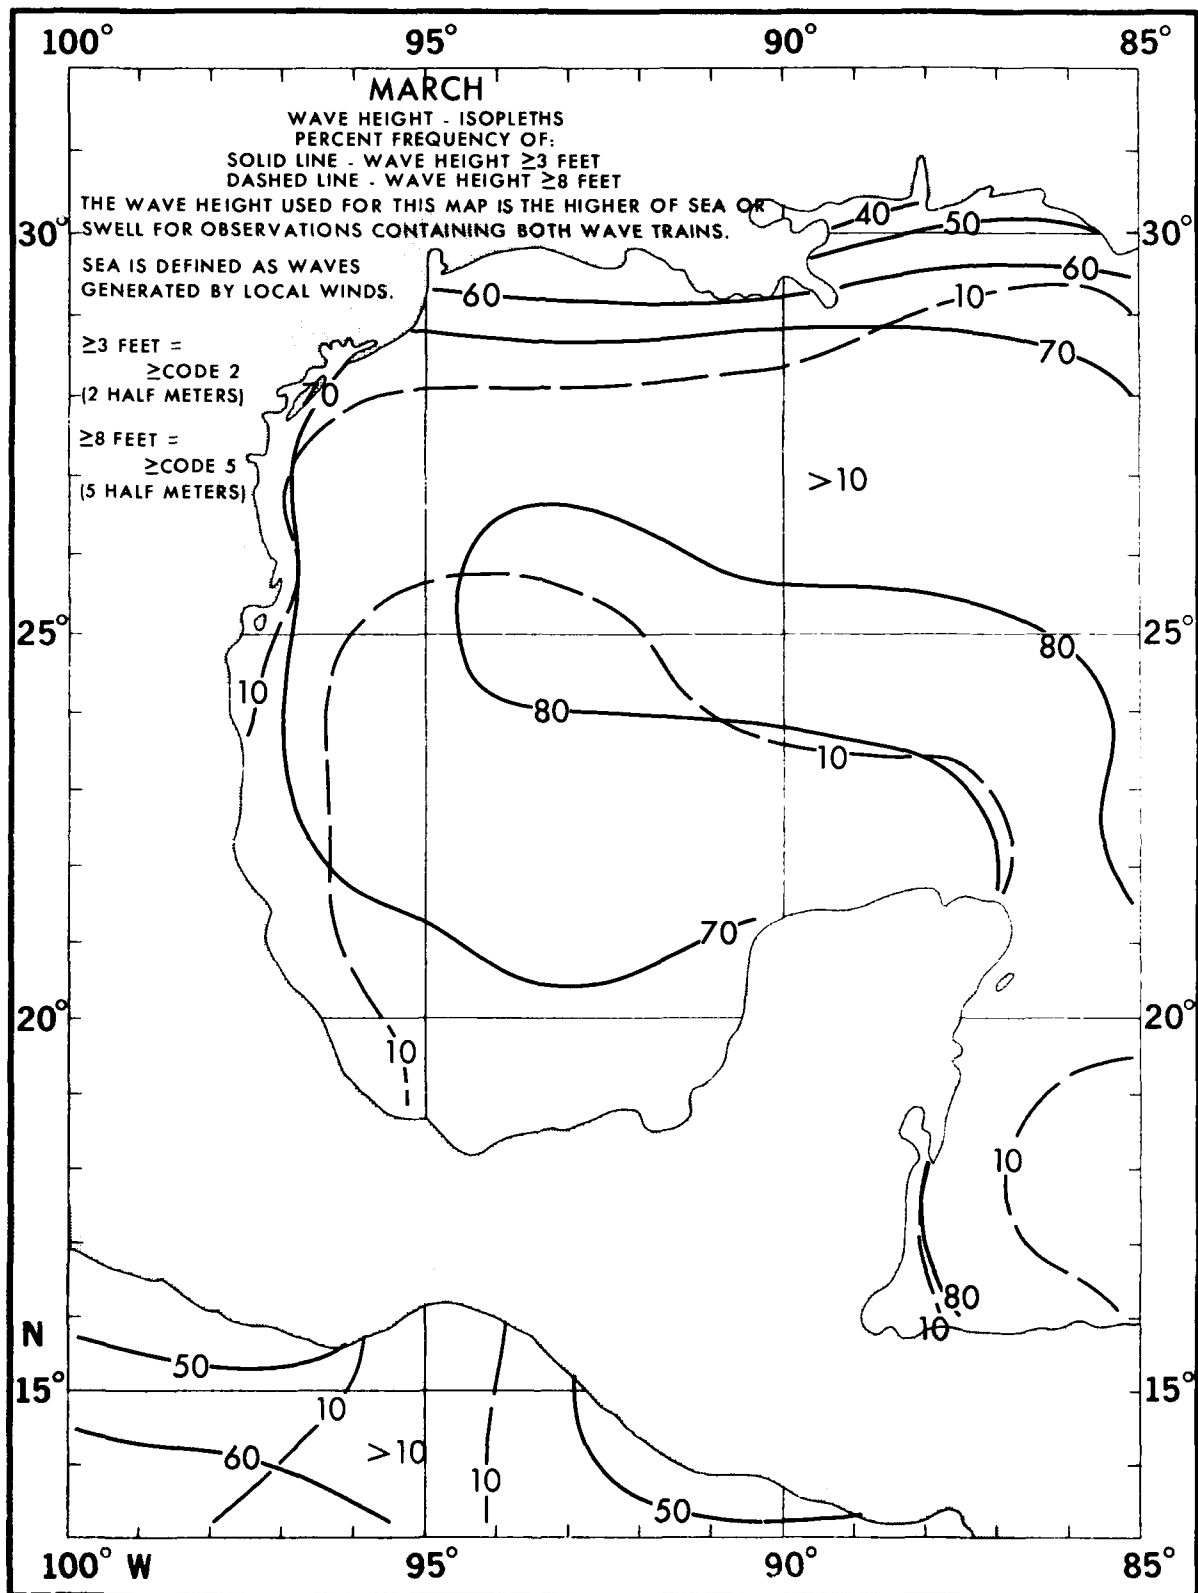 100° 95° 90° 85°
MARCH
WAVE HEIGHT - ISOPLETHS
PERCENT FREQUENCY OF:
SOLID LINE - WAVE HEIGHT ≥3 FEET
DASHED LINE - WAVE HEIGHT ≥8 FEET
THE WAVE HEIGHT USED FOR THIS MAP IS THE HIGHER OF SEA OR
SWELL FOR OBSERVATIONS CONTAINING BOTH WAVE TRAINS.
40
50
30° 30°
SEA IS DEFINED AS WAVES
GENERATED BY LOCAL WINDS.
60
60
10
≥3 FEET =
≥CODE 2
(2 HALF METERS)
70
70
≥8 FEET =
≥CODE 5
(5 HALF METERS)
>10
25° 25°
80
10
80
10
70
20° 20°
10
10
80
10
N
50
15° 15°
10
60
>10
10
50
100° W 95° 90° 85°